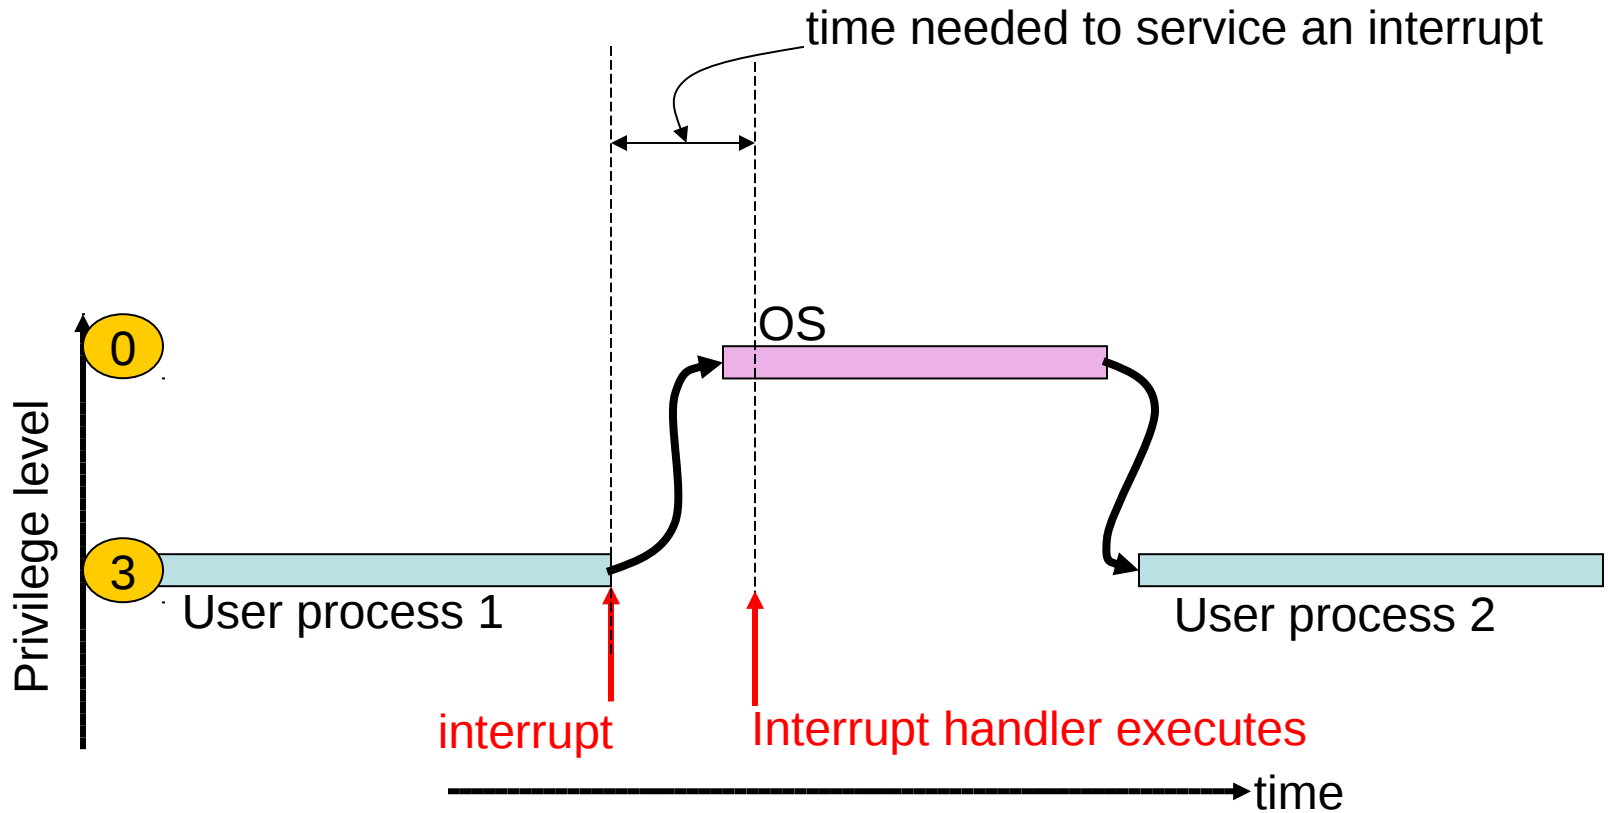 time needed to service an interrupt
OS
0
Privilege level
3
User process 1
User process 2
interrupt
Interrupt handler executes
time